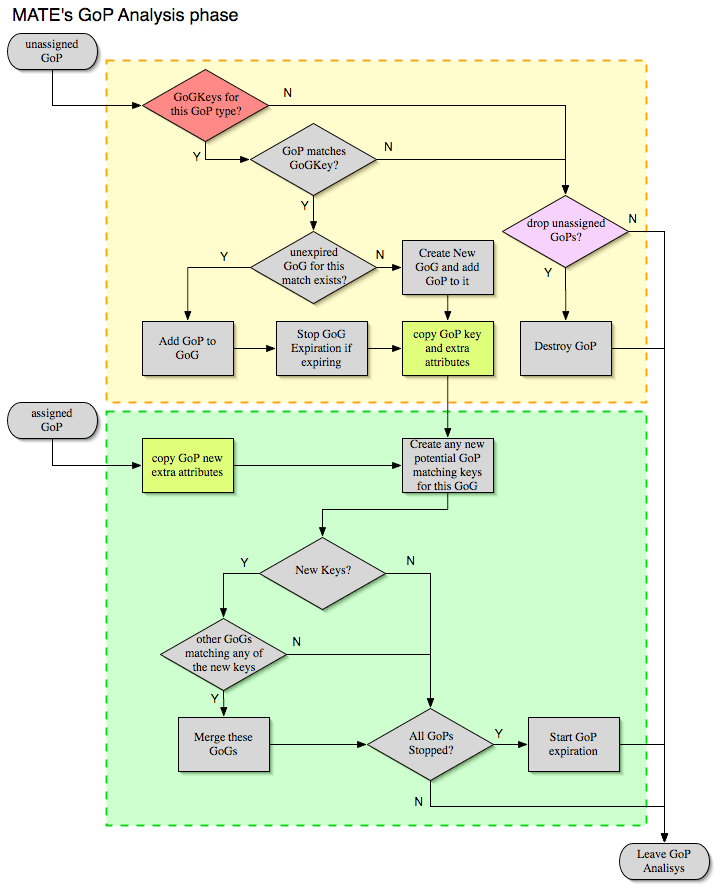 MATE's GoP Analysis phase
unassigned
GoP
GoGKeys for
this GoP type?
N
Y
GoP matches
GoGKey?
N
Y
drop unassigned
GoPs?
N
Y
unexpired
GoG for this
match exists?
Y
N
Create New
GoG and add
GoP to it
Add GoP to
GoG
Stop GoG
Expiration if
expiring
copy GoP key
and extra
attributes
Destroy GoP
assigned
GoP
copy GoP new
extra attributes
Create any new
potential GoP
matching keys
for this GoG
New Keys?
Y
N
other GoGs
matching any of
the new keys
N
Y
Merge these
GoGs
All GoPs
Stopped?
Y
N
Start GoP
expiration
Leave GoP
Analisys